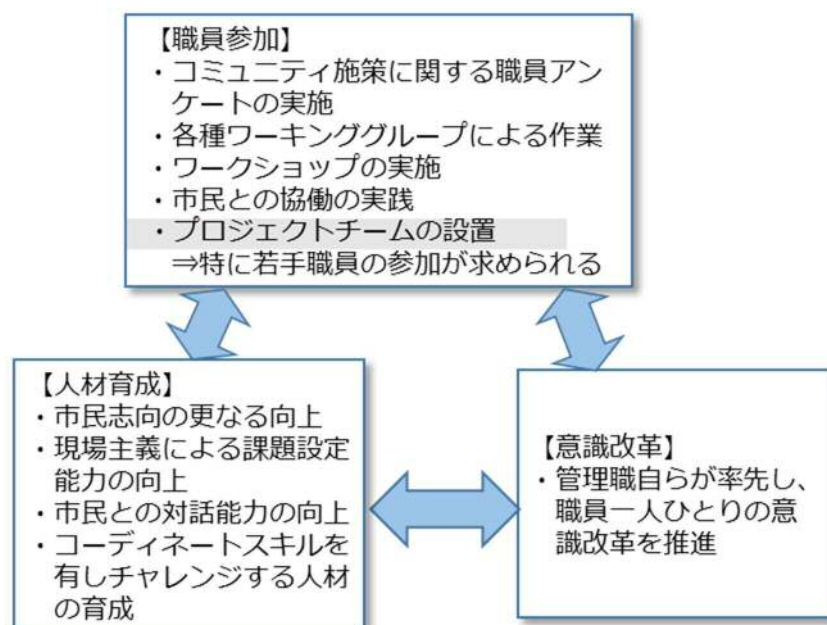 【職員参加】
・コミュニティ施策に関する職員アン
ケートの実施
・各種ワーキンググループによる作業
・ワークショップの実施
・市民との協働の実践
・プロジェクトチームの設置
⇒特に若手職員の参加が求められる
【人材育成】
・市民志向の更なる向上
・現場主義による課題設定
能力の向上
・市民との対話能力の向上
・コーディネートスキルを
有しチャレンジする人材
の育成
【意識改革】
・管理職自らが率先し、
職員一人ひとりの意
識改革を推進